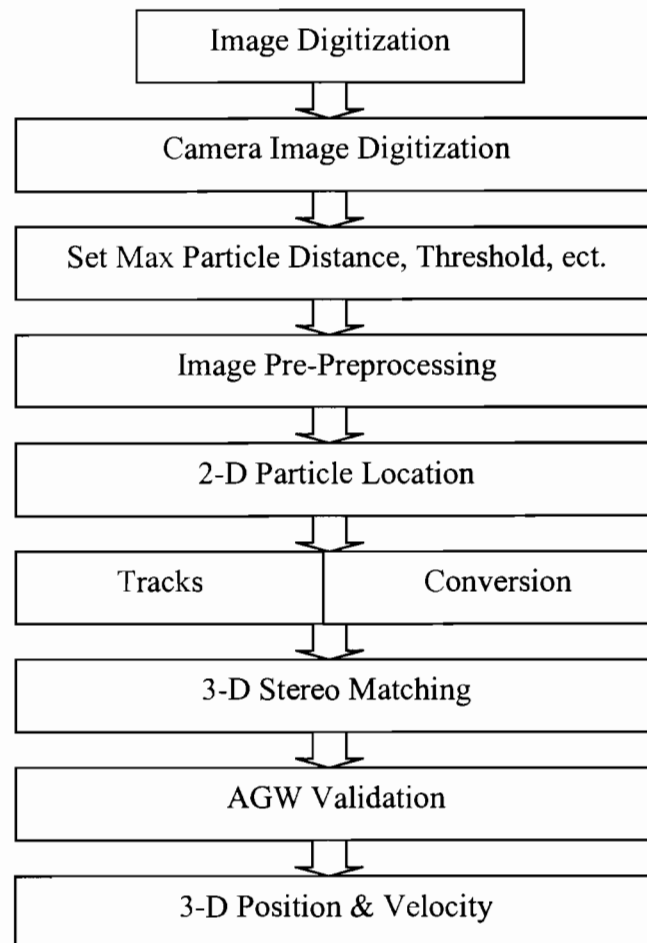 Image Digitization
Camera Image Digitization
Set Max Particle Distance, Threshold, ect.
Image Pre-Preprocessing
2-D Particle Location
Tracks
Conversion
3-D Stereo Matching
AGW Validation
3-D Position & Velocity